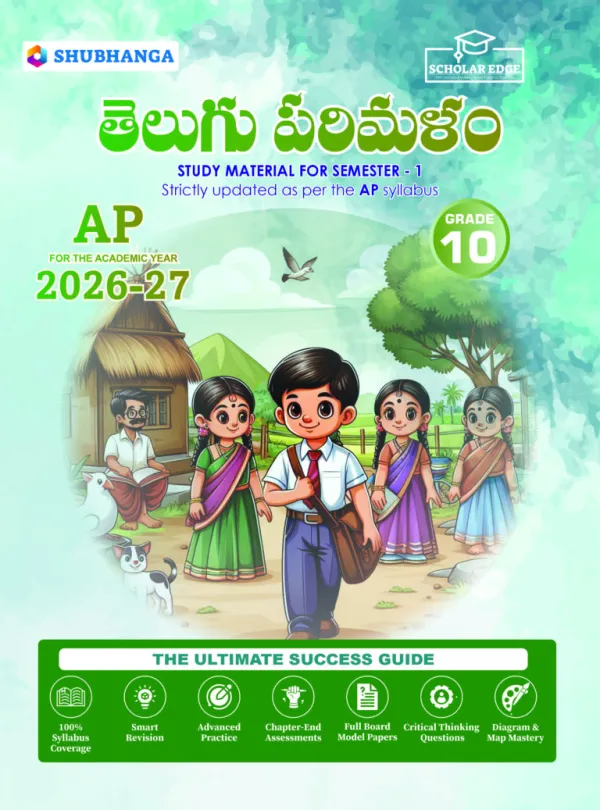 SHUBHANGA
SCHOLAR EDGE
తెలుగు పరిమళం
STUDY MATERIAL FOR SEMESTER - 1
Strictly updated as per the AP syllabus
AP
FOR THE ACADEMIC YEAR
2026-27
GRADE
10
THE ULTIMATE SUCCESS GUIDE
100%
Syllabus
Coverage
Smart
Revision
Advanced
Practice
Chapter-End
Assessments
Full Board
Model Papers
Critical Thinking
Questions
Diagram &
Map Mastery